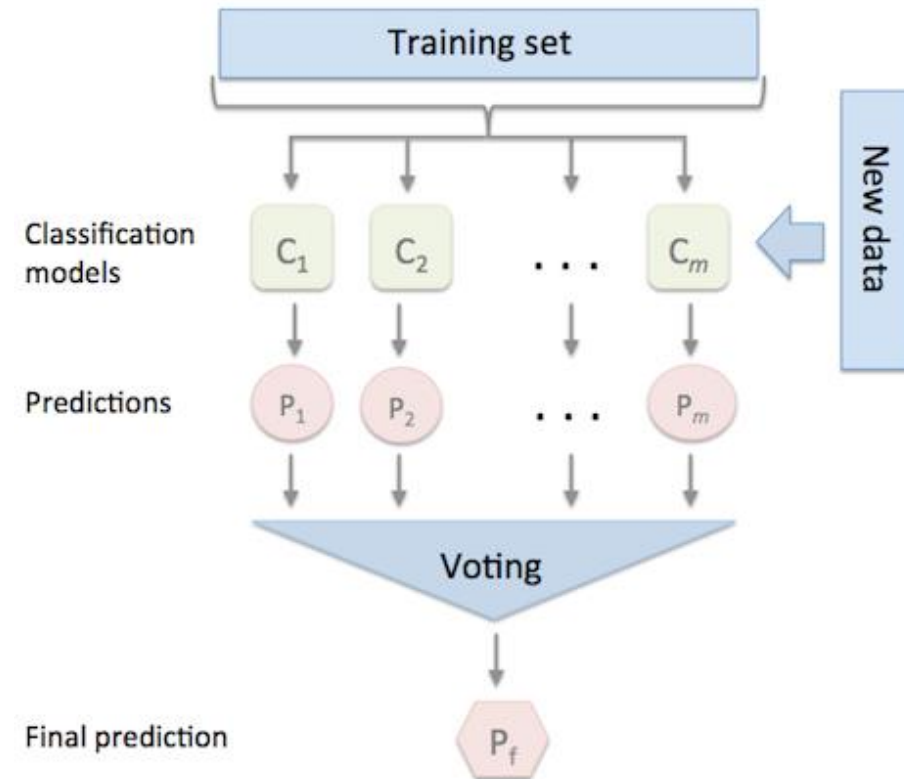 Training set
New data
Classification
models
C1 C2 . . . Cm
Predictions
P1 P2 . . . Pm
Voting
Final prediction
Pf